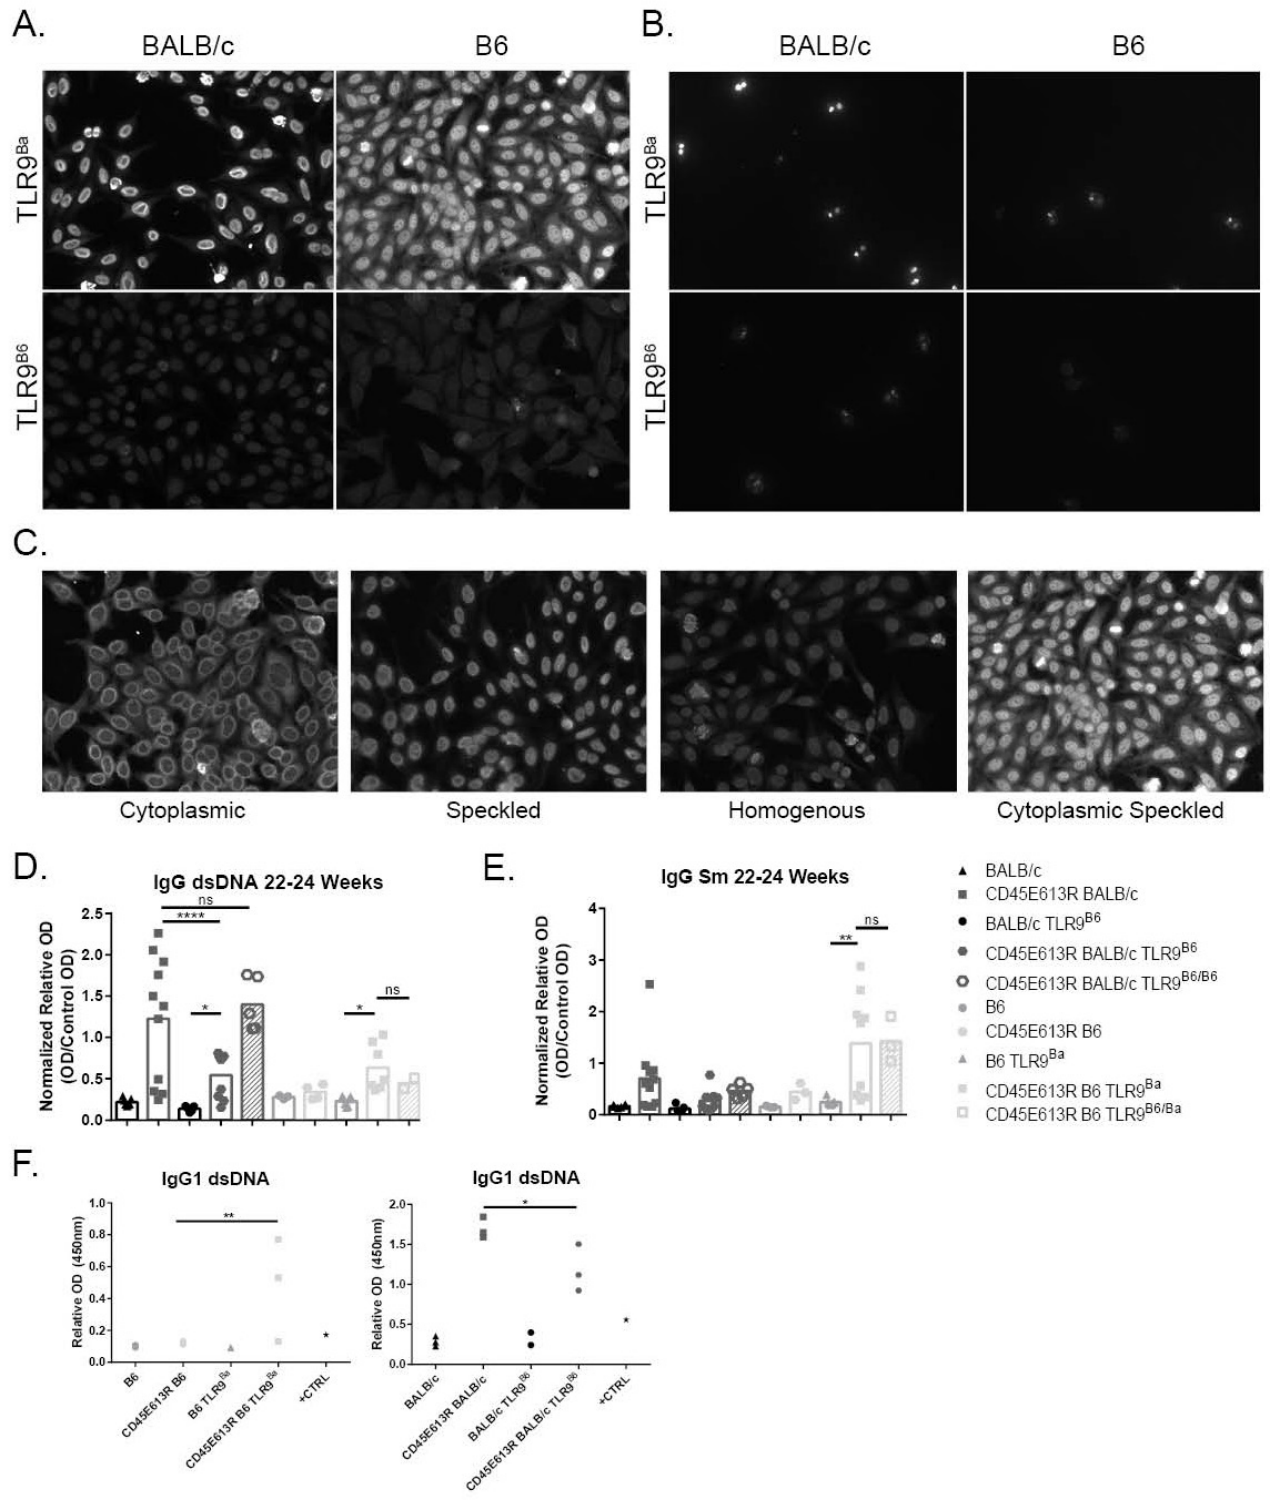 A.
BALB/c B6
TLR9Ba
TLR9B6
B.
BALB/c B6
TLR9Ba
TLR9B6
C.
Cytoplasmic Speckled Homogenous Cytoplasmic Speckled
D.
IgG dsDNA 22-24 Weeks
Normalized Relative OD
(OD/Control OD)
2.5
2.0
1.5
1.0
0.5
0.0
ns
****
*
*
ns
E.
IgG Sm 22-24 Weeks
Normalized Relative OD
(OD/Control OD)
4
3
2
1
0
**
ns
BALB/c
CD45E613R BALB/c
BALB/c TLR9B6
CD45E613R BALB/c TLR9B6
CD45E613R BALB/c TLR9B6/B6
B6
CD45E613R B6
B6 TLR9Ba
CD45E613R B6 TLR9Ba
CD45E613R B6 TLR9B6/Ba
F.
IgG1 dsDNA
Relative OD (450nm)
1.0
0.8
0.6
0.4
0.2
0.0
**
*
B6
CD45E613R B6
B6 TLR9Ba
CD45E613R B6 TLR9Ba
+CTRL
IgG1 dsDNA
Relative OD (450nm)
2.0
1.5
1.0
0.5
0.0
*
*
BALB/c
CD45E613R BALB/c
BALB/c TLR9B6
CD45E613R BALB/c TLR9B6
+CTRL